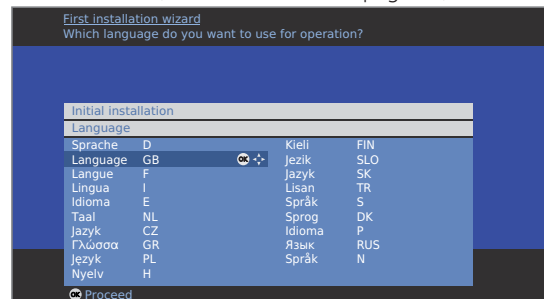 First installation wizard
Which language do you want to use for operation?
Initial installation
Language
Sprache D Kieli FIN
Language GB OK Jezik SLO
Langue F Jazyk SK
Lingua I Lisan TR
Idioma E Språk S
Taal NL Sprog DK
Jazyk CZ Idioma P
Γλώσσα GR Язык RUS
Język PL Språk N
Nyelv H
OK Proceed